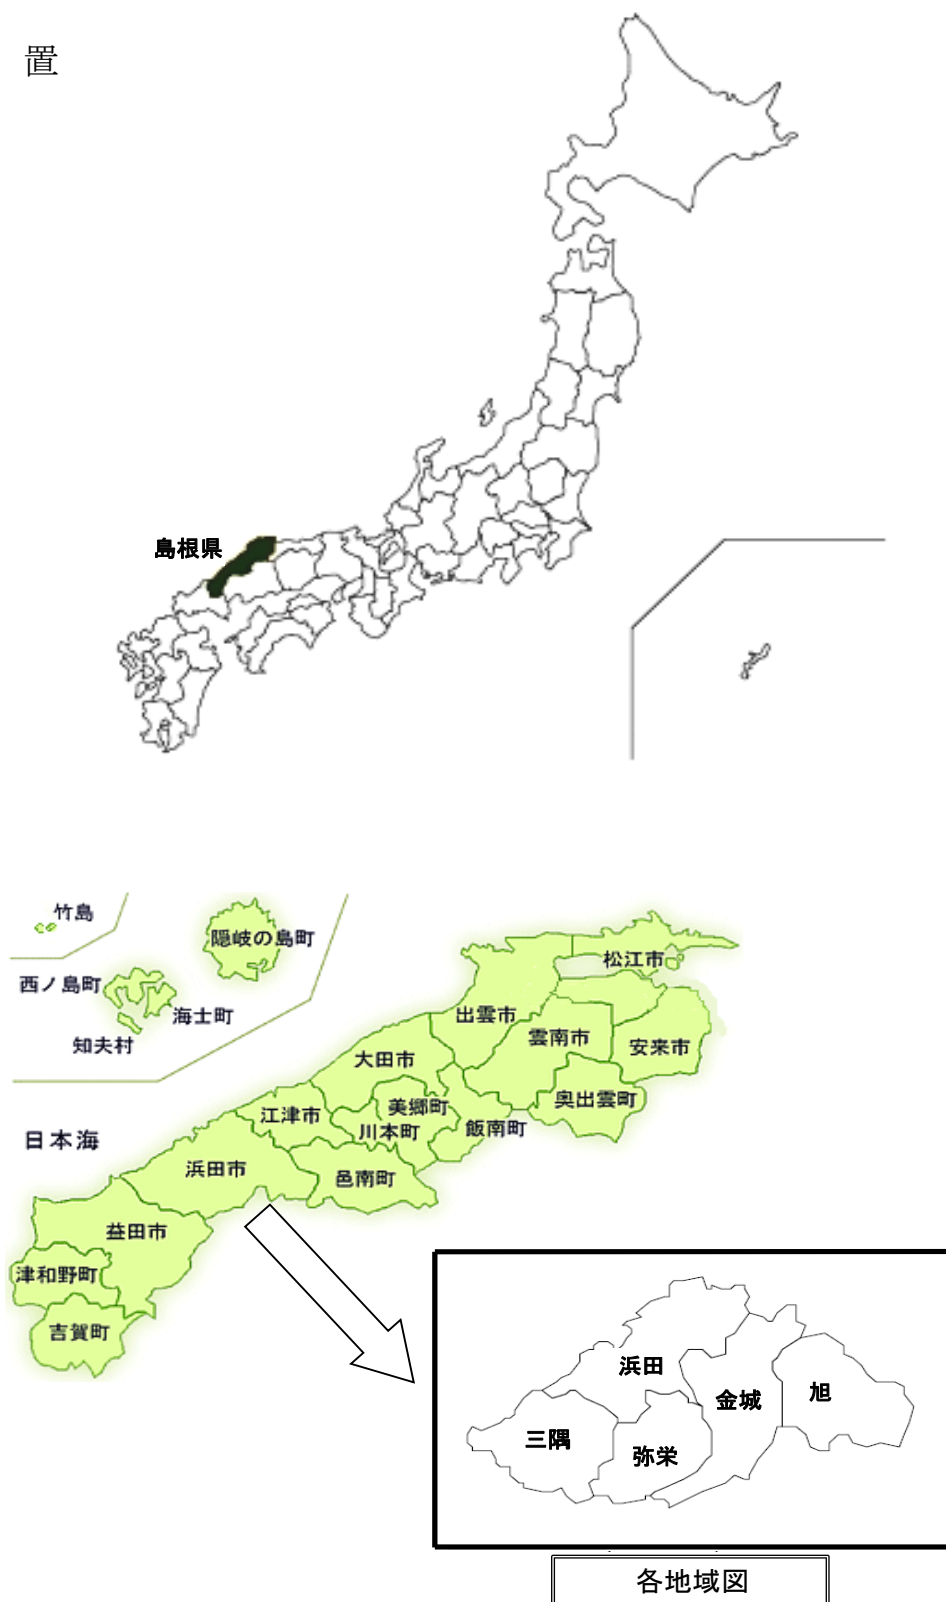 置
島根県
竹島
隠岐の島町
西ノ島町
海士町
知夫村
松江市
出雲市
雲南市
安来市
大田市
奥出雲町
美郷町
江津市
川本町
飯南町
日本海
浜田市
邑南町
益田市
津和野町
吉賀町
浜田
旭
金城
三隅
弥栄
各地域図